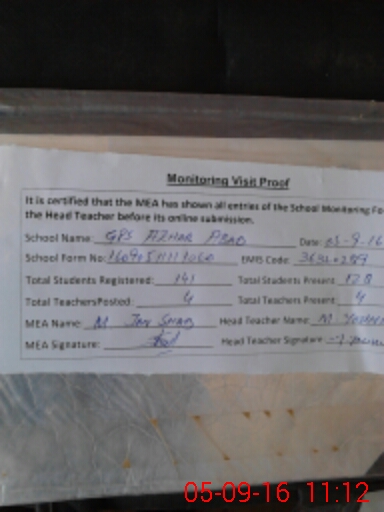 Monitoring Visit Proof
It is certified that the MEA has shown all entries of the School Monitoring Fo
the Head Teacher before its online submission.
School Name: GPS AZHAR ABAD Date: 05-9-16
School Form No: EMIS Code:
Total Students Registered: 141 Total Students Present 128
Total Teachers Posted: 4 Total Teachers Present 4
MEA Name: M Jan Head Teacher Name: M
MEA Signature: Head Teacher Signature
05-09-16 11:12